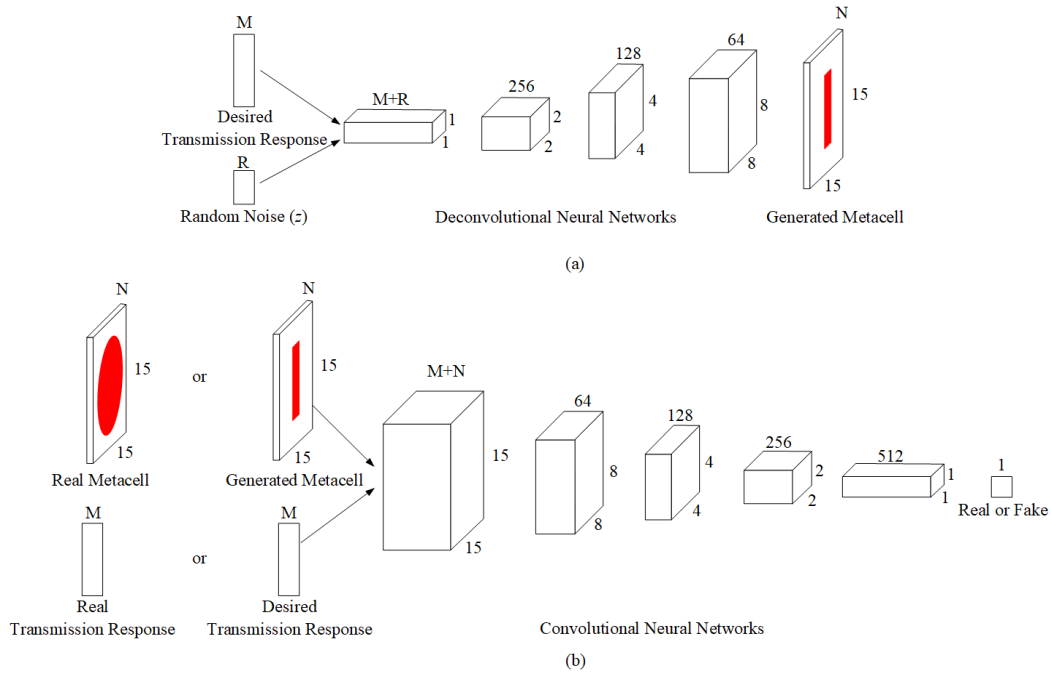 M
Desired
Transmission Response
R
Random Noise (z)
M+R
1
1
256
2
2
128
4
4
64
8
8
N
15
15
Deconvolutional Neural Networks
Generated Metacell
(a)
N
15
15
Real Metacell
or
N
15
15
Generated Metacell
M
Real
Transmission Response
or
M
Desired
Transmission Response
M+N
15
15
64
8
8
128
4
4
256
2
2
512
1
1
1
Real or Fake
Convolutional Neural Networks
(b)